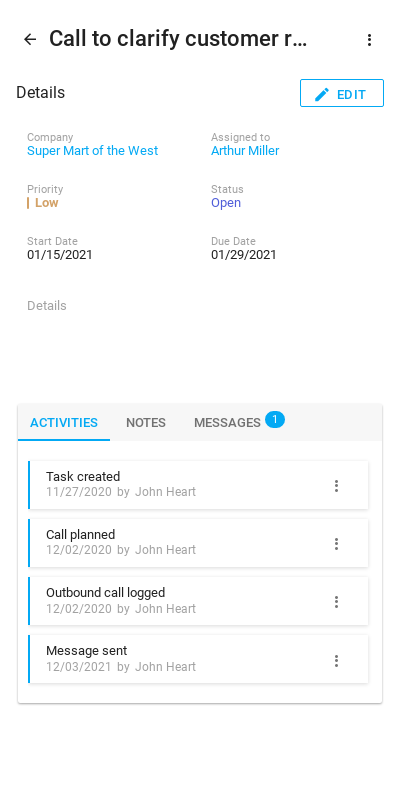 Call to clarify customer r...
Details
EDIT
Company
Assigned to
Super Mart of the West
Arthur Miller
Priority
Status
Low
Open
Start Date
Due Date
01/15/2021
01/29/2021
Details
ACTIVITIES NOTES MESSAGES 1
Task created
11/27/2020 by John Heart
Call planned
12/02/2020 by John Heart
Outbound call logged
12/02/2020 by John Heart
Message sent
12/03/2021 by John Heart